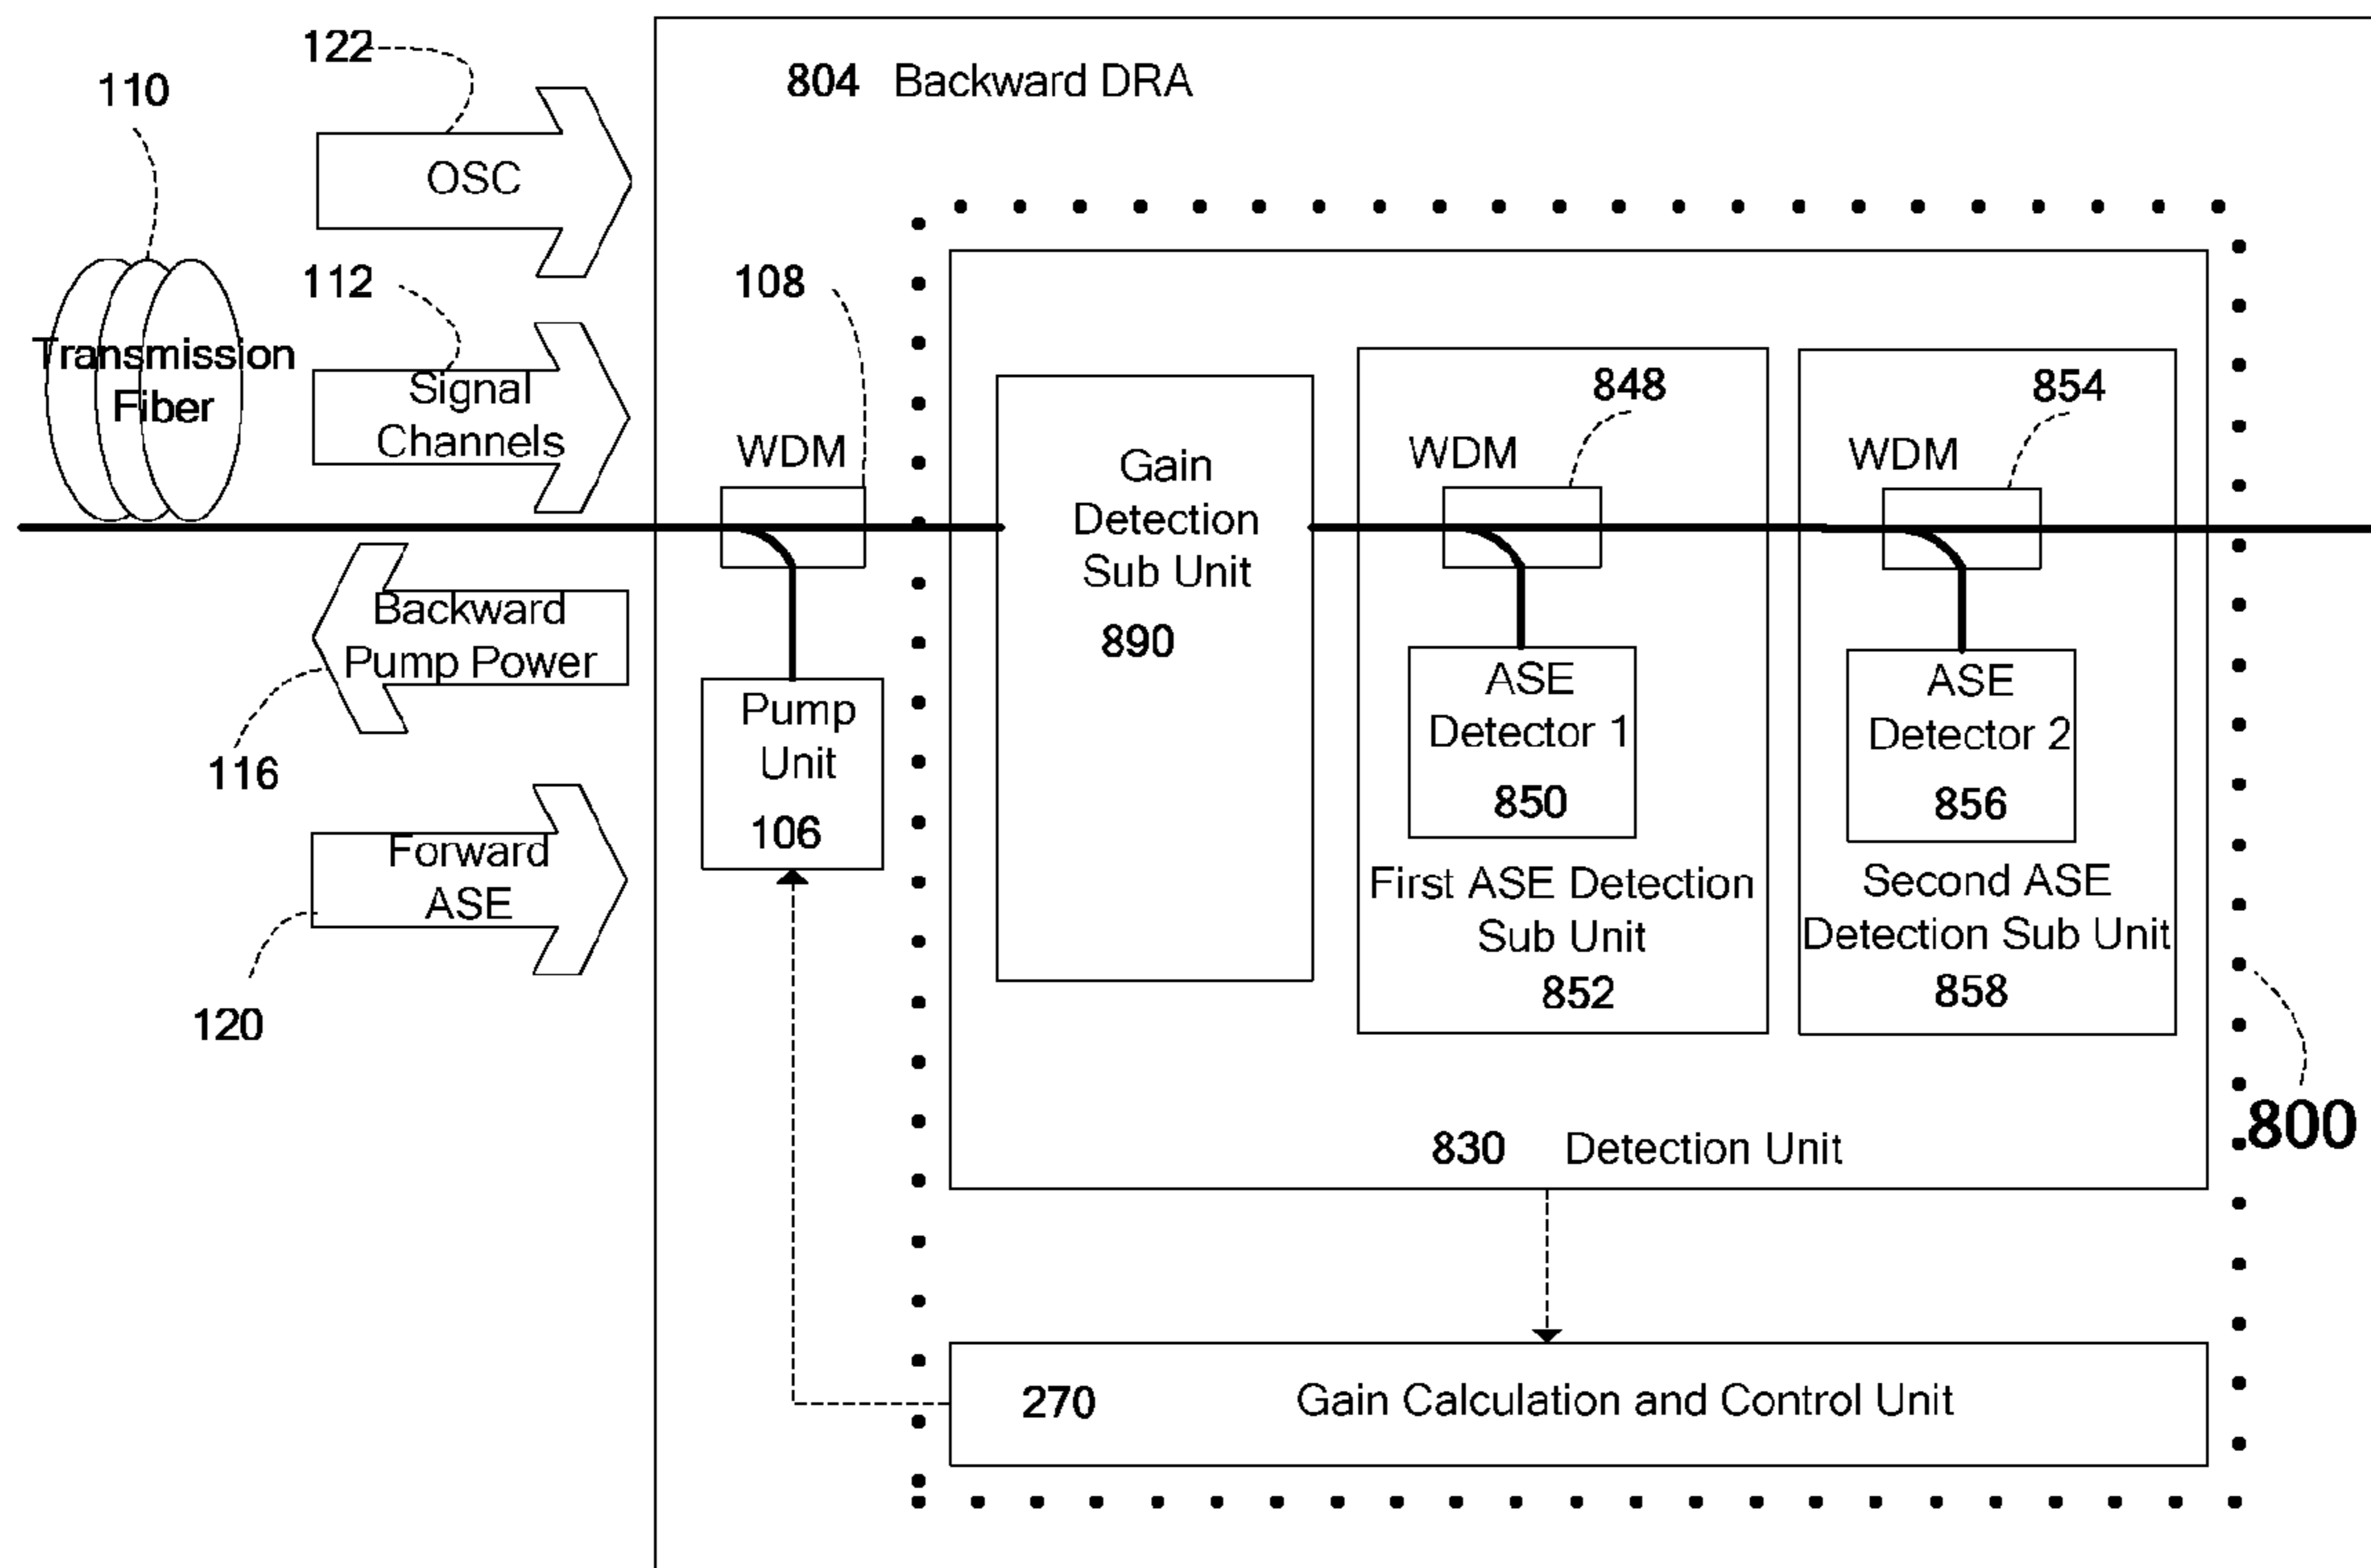 122
110
804 Backward DRA
OSC
112
108
Transmission
Fiber
Signal
Channels
WDM
Gain
Detection
Sub Unit
890
848
WDM
854
WDM
Backward
Pump Power
116
Pump
Unit
106
ASE
Detector 1
850
First ASE Detection
Sub Unit
852
ASE
Detector 2
856
Second ASE
Detection Sub Unit
858
Forward
ASE
120
800
830 Detection Unit
270 Gain Calculation and Control Unit